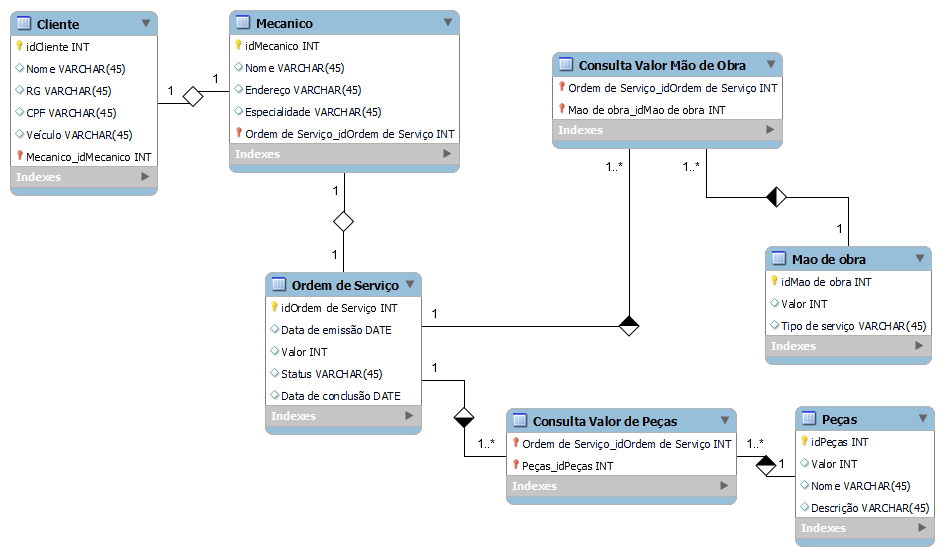 Cliente
idCliente INT
Nome VARCHAR(45)
RG VARCHAR(45)
CPF VARCHAR(45)
Veículo VARCHAR(45)
Mecanico_idMecanico INT
Indexes
1
1
Mecanico
idMecanico INT
Nome VARCHAR(45)
Endereço VARCHAR(45)
Especialidade VARCHAR(45)
Ordem de Serviço_idOrdem de Serviço INT
Indexes
1
1
Consulta Valor Mão de Obra
Ordem de Serviço_idOrdem de Serviço INT
Mao de obra_idMao de obra INT
Indexes
1..*
1..*
1
Mao de obra
idMao de obra INT
Valor INT
Tipo de serviço VARCHAR(45)
Indexes
Ordem de Serviço
idOrdem de Serviço INT
Data de emissão DATE
Valor INT
Status VARCHAR(45)
Data de conclusão DATE
Indexes
1
1
1..*
Consulta Valor de Peças
Ordem de Serviço_idOrdem de Serviço INT
Peças_idPeças INT
Indexes
1..*
1
Peças
idPeças INT
Valor INT
Nome VARCHAR(45)
Descrição VARCHAR(45)
Indexes